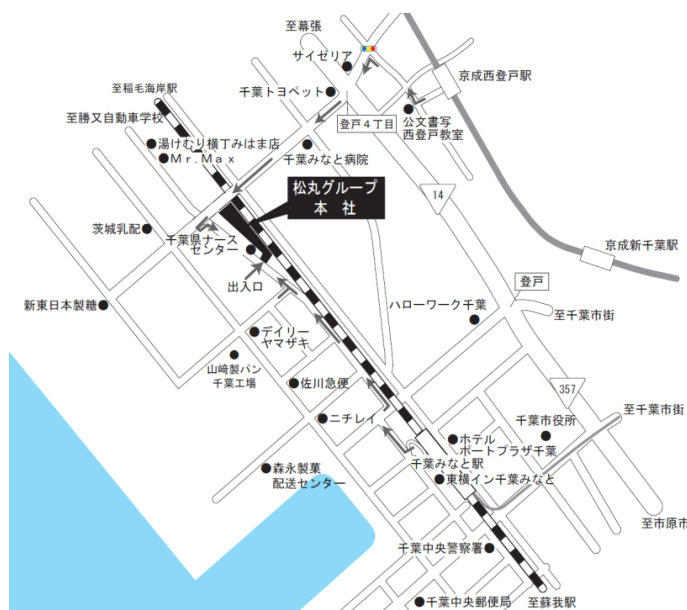 至幕張
サイゼリア
京成西登戸駅
至稲毛海岸駅
千葉トヨペット
至勝又自動車学校
登戸4丁目
公文書写
西登戸教室
湯けむり横丁みはま店
Mr.Max
千葉みなと病院
松丸グループ
本 社
14
茨城乳配
千葉県ナース
センター
京成新千葉駅
出入口
登戸
新東日本製糖
ハローワーク千葉
至千葉市街
デイリー
ヤマザキ
山﨑製パン
千葉工場
佐川急便
357
至千葉市街
ニチレイ
千葉市役所
ホテル
ポートプラザ千葉
千葉みなと駅
森永製菓
配送センター
東横イン千葉みなと
至市原市
千葉中央警察署
千葉中央郵便局
至蘇我駅